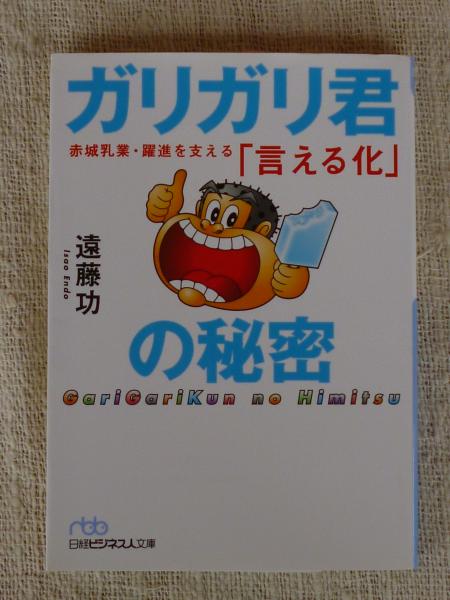 ガリガリ君
赤城乳業・躍進を支える「言える化」
遠藤功
Isao Endo
の秘密
GariGariKun no Himitsu
nbb
日経ビジネス人文庫